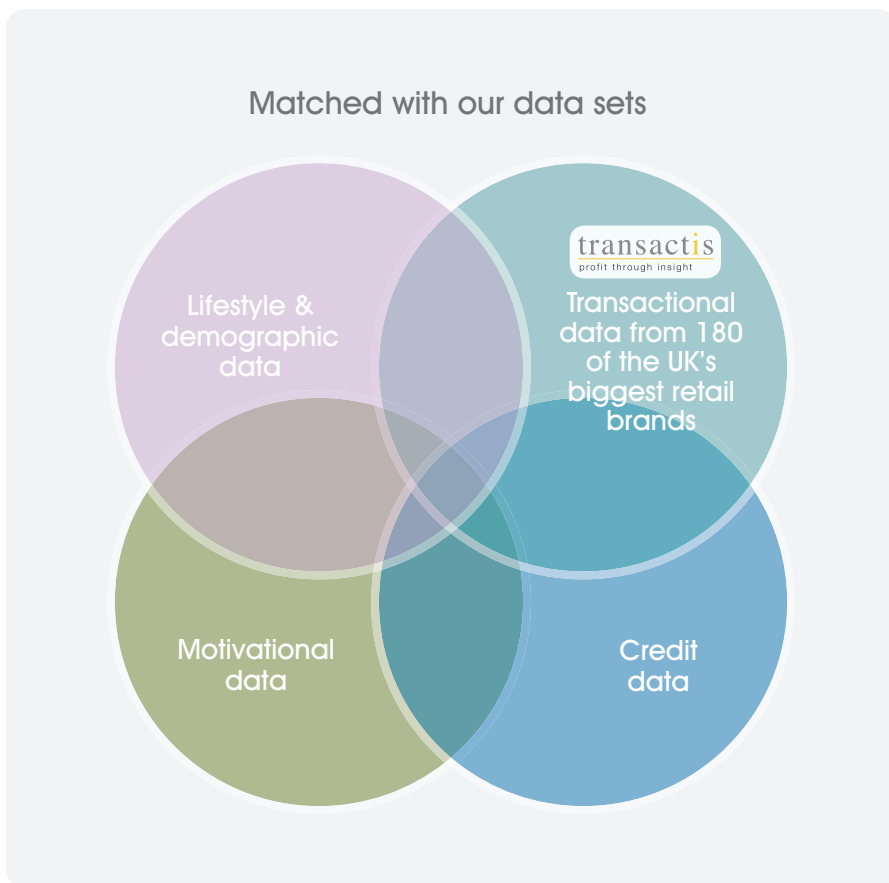 Matched with our data sets
transactis
profit through insight
Lifestyle &
demographic
data
Transactional
data from 180
of the UK's
biggest retail
brands
Motivational
data
Credit
data